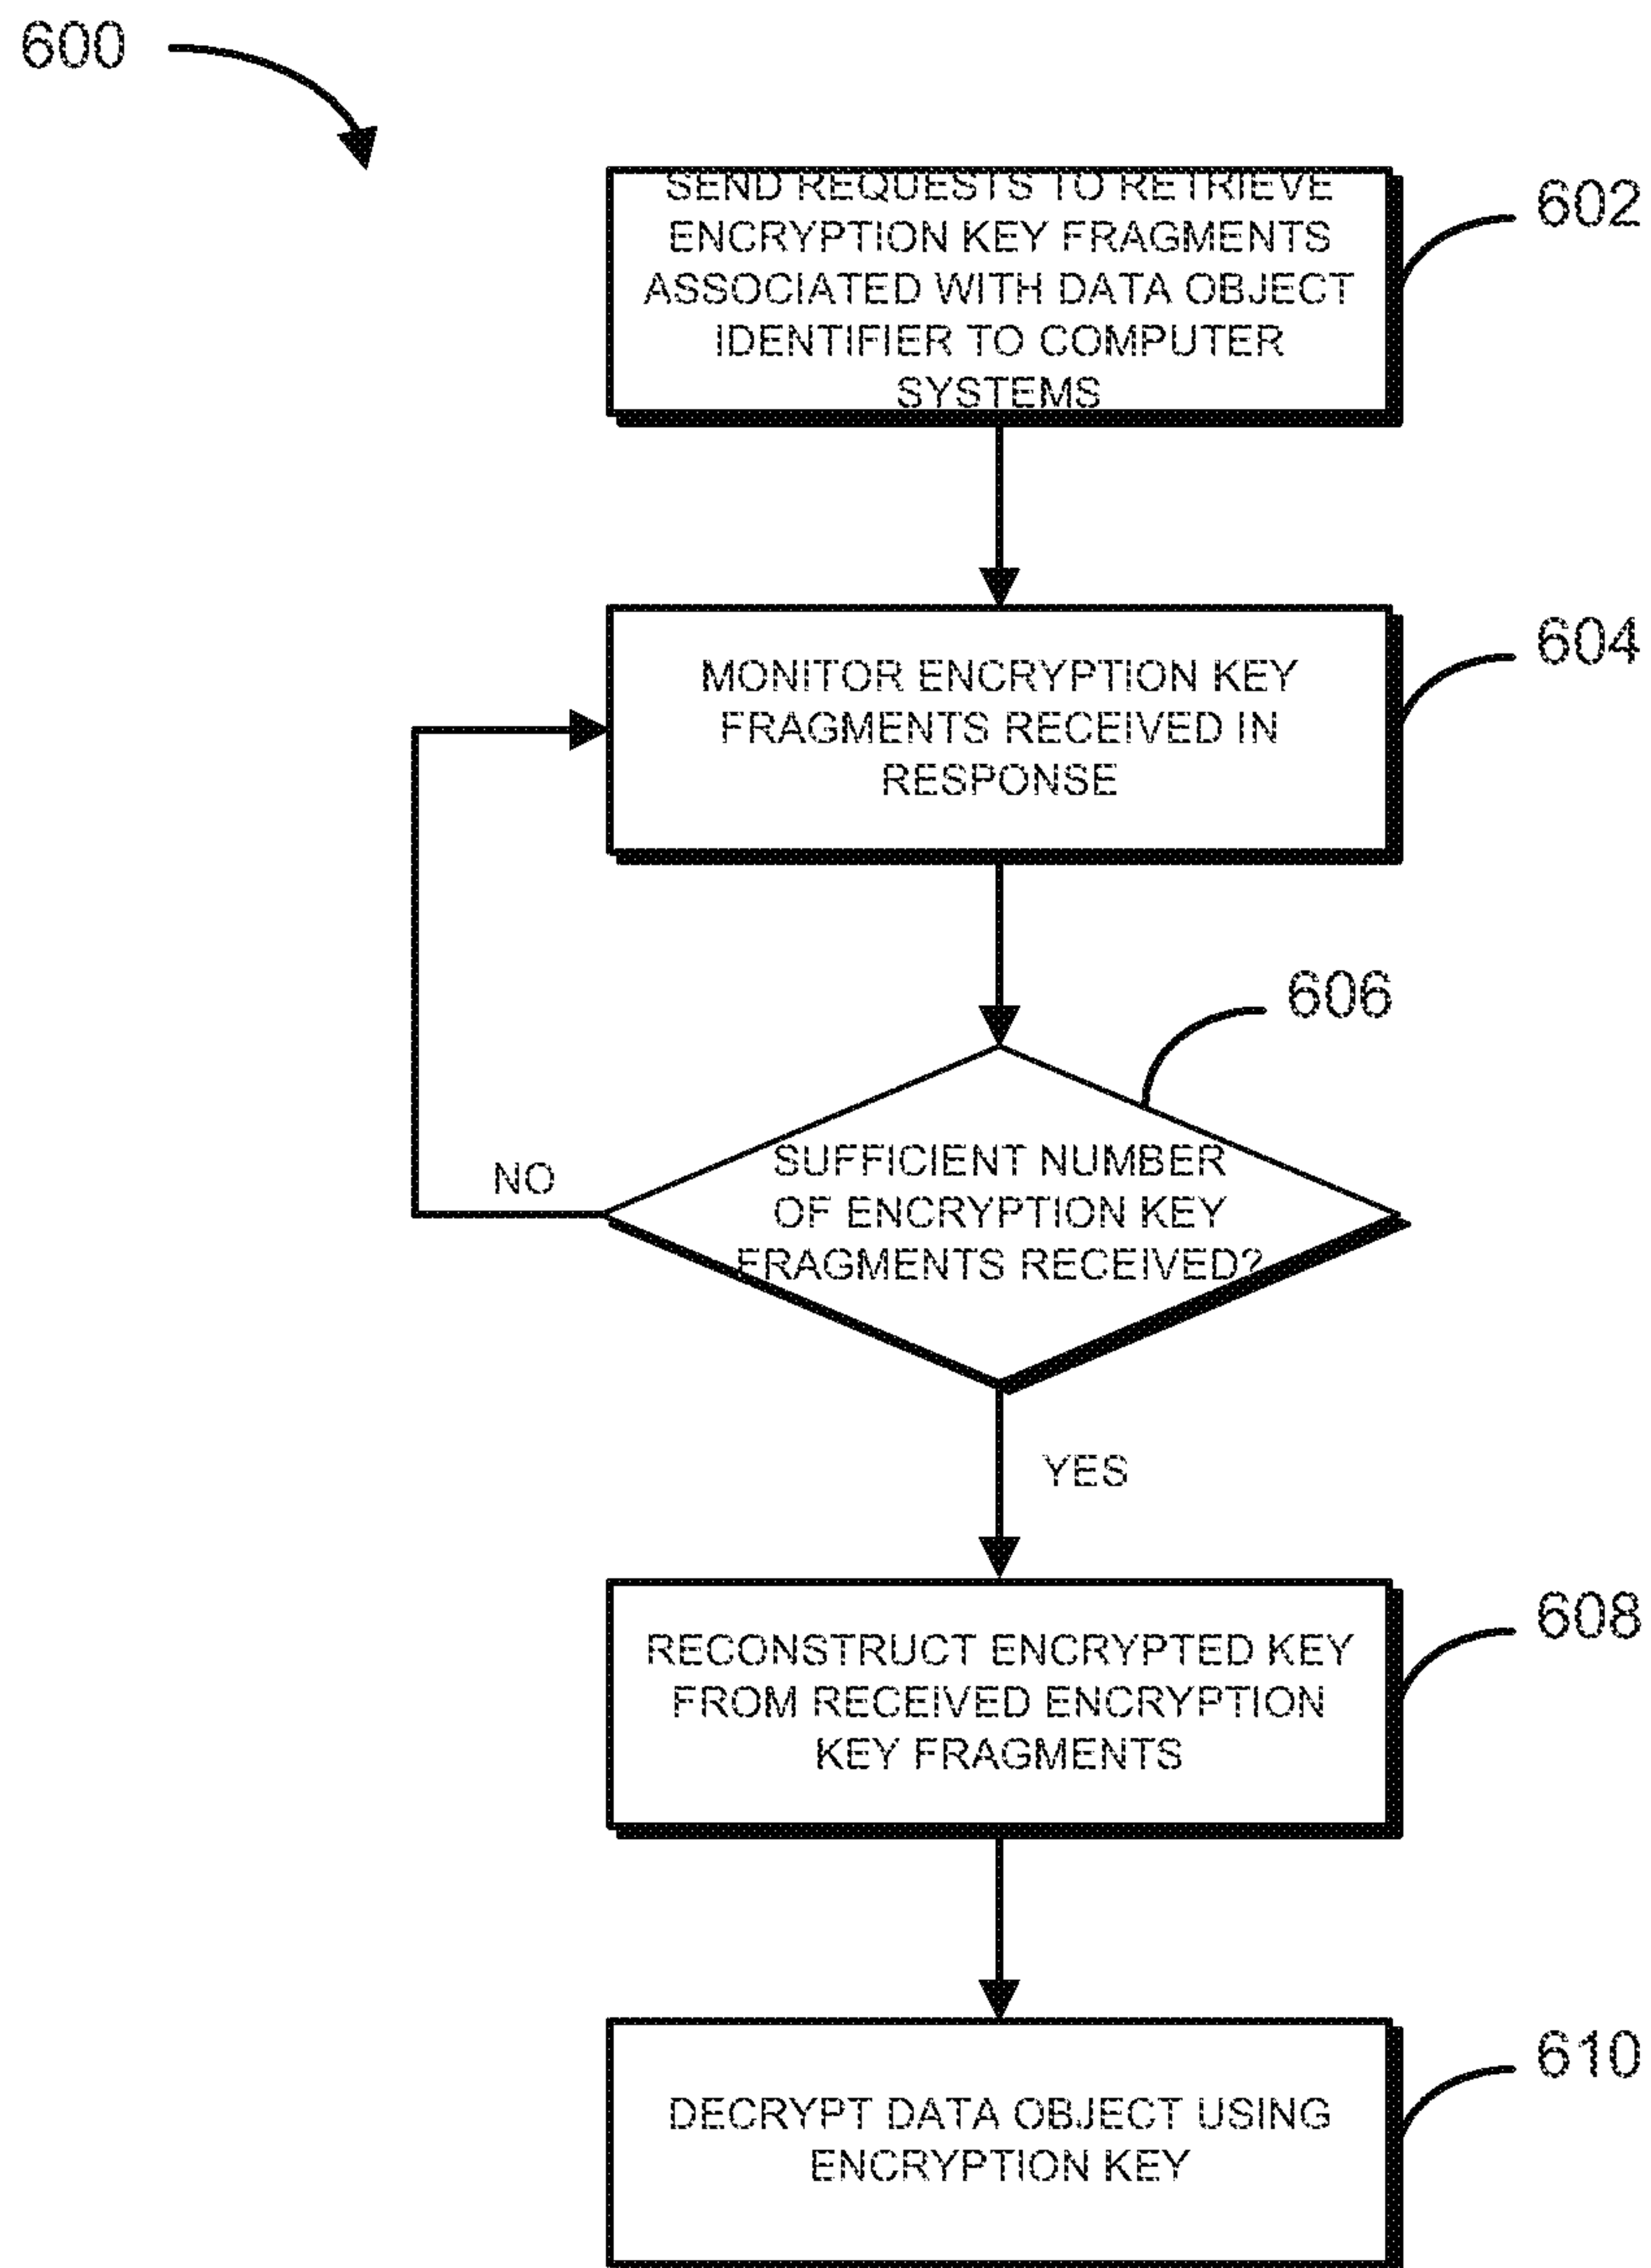 600
SEND REQUESTS TO RETRIEVE
ENCRYPTION KEY FRAGMENTS
ASSOCIATED WITH DATA OBJECT
IDENTIFIER TO COMPUTER
SYSTEMS
602
MONITOR ENCRYPTION KEY
FRAGMENTS RECEIVED IN
RESPONSE
604
606
SUFFICIENT NUMBER
OF ENCRYPTION KEY
FRAGMENTS RECEIVED?
NO
YES
RECONSTRUCT ENCRYPTED KEY
FROM RECEIVED ENCRYPTION
KEY FRAGMENTS
608
DECRYPT DATA OBJECT USING
ENCRYPTION KEY
610